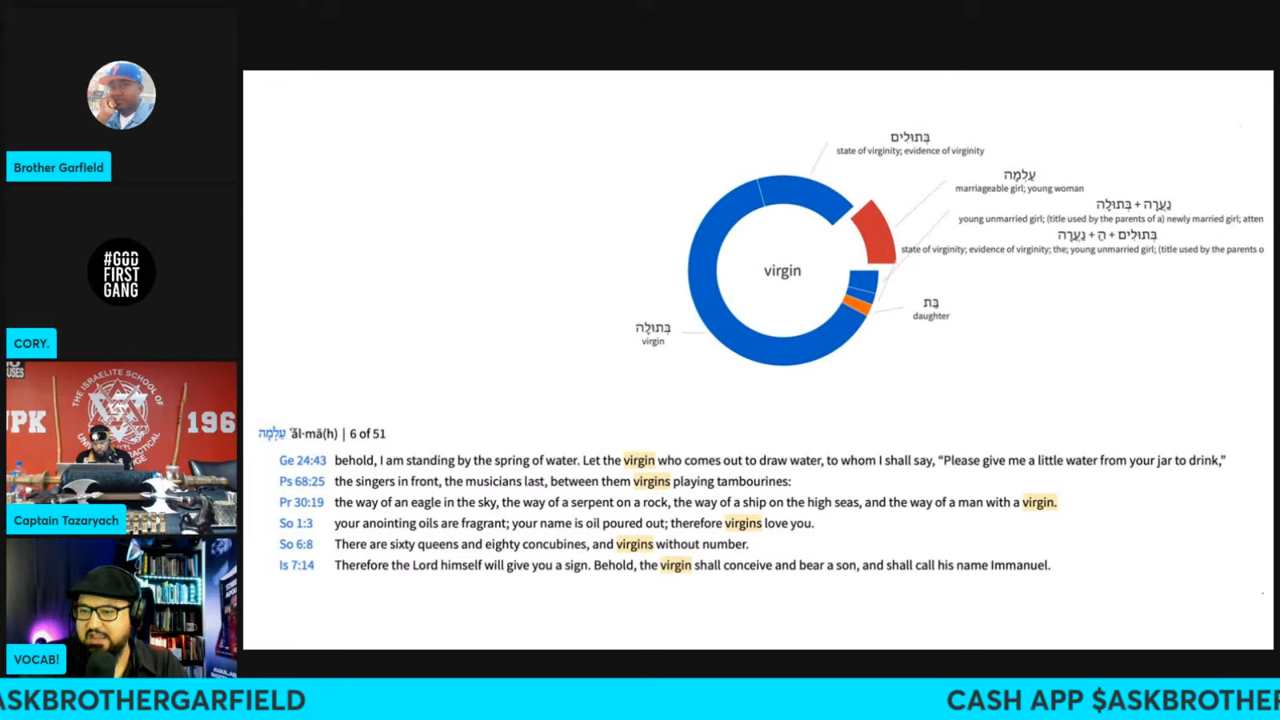 Brother Garfield
#GOD
FIRST
GANG
CORY.
THE ISRAELITE SCHOOL OF
UPK
196
Captain Tazaryach
VOCAB!
בְּתוּלִים
state of virginity; evidence of virginity
עַלְמָה
marriageable girl; young woman
נַעֲרָה + בְּתוּלָה
young unmarried girl; (title used by the parents of a) newly married girl; atten
בְּתוּלִים + הַ + נַעֲרָה
state of virginity; evidence of virginity; the; young unmarried girl; (title used by the parents o
virgin
בַּת
daughter
בְּתוּלָה
virgin
עַלְמָה ʿăl·mā(h) | 6 of 51
Ge 24:43 behold, I am standing by the spring of water. Let the virgin who comes out to draw water, to whom I shall say, “Please give me a little water from your jar to drink,”
Ps 68:25 the singers in front, the musicians last, between them virgins playing tambourines:
Pr 30:19 the way of an eagle in the sky, the way of a serpent on a rock, the way of a ship on the high seas, and the way of a man with a virgin.
So 1:3 your anointing oils are fragrant; your name is oil poured out; therefore virgins love you.
So 6:8 There are sixty queens and eighty concubines, and virgins without number.
Is 7:14 Therefore the Lord himself will give you a sign. Behold, the virgin shall conceive and bear a son, and shall call his name Immanuel.
ASKBROTHERGARFIELD
CASH APP $ASKBROTHER